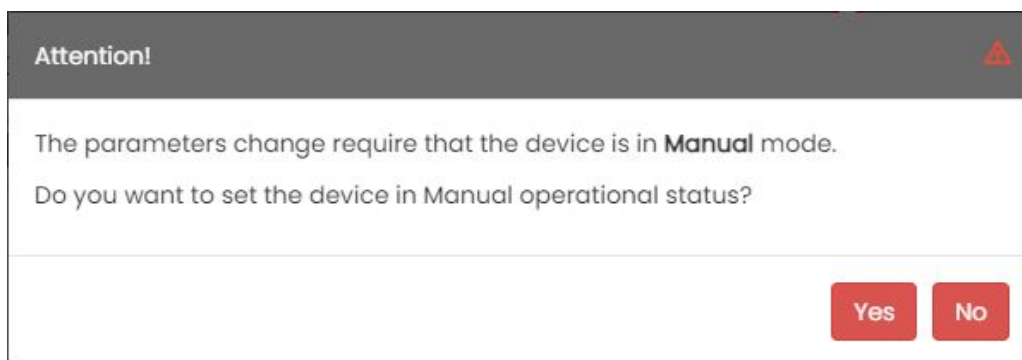 Attention!
The parameters change require that the device is in Manual mode.
Do you want to set the device in Manual operational status?
Yes No